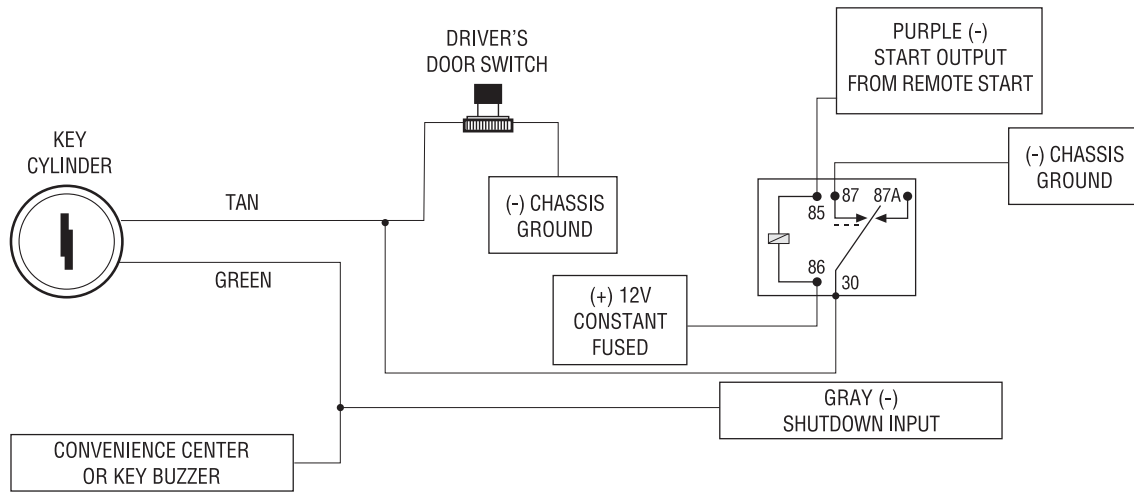 DRIVER'S
DOOR SWITCH
PURPLE (-)
START OUTPUT
FROM REMOTE START
KEY
CYLINDER
(-) CHASSIS
GROUND
TAN
(-) CHASSIS
GROUND
87
87A
85
GREEN
86
30
(+) 12V
CONSTANT
FUSED
GRAY (-)
SHUTDOWN INPUT
CONVENIENCE CENTER
OR KEY BUZZER